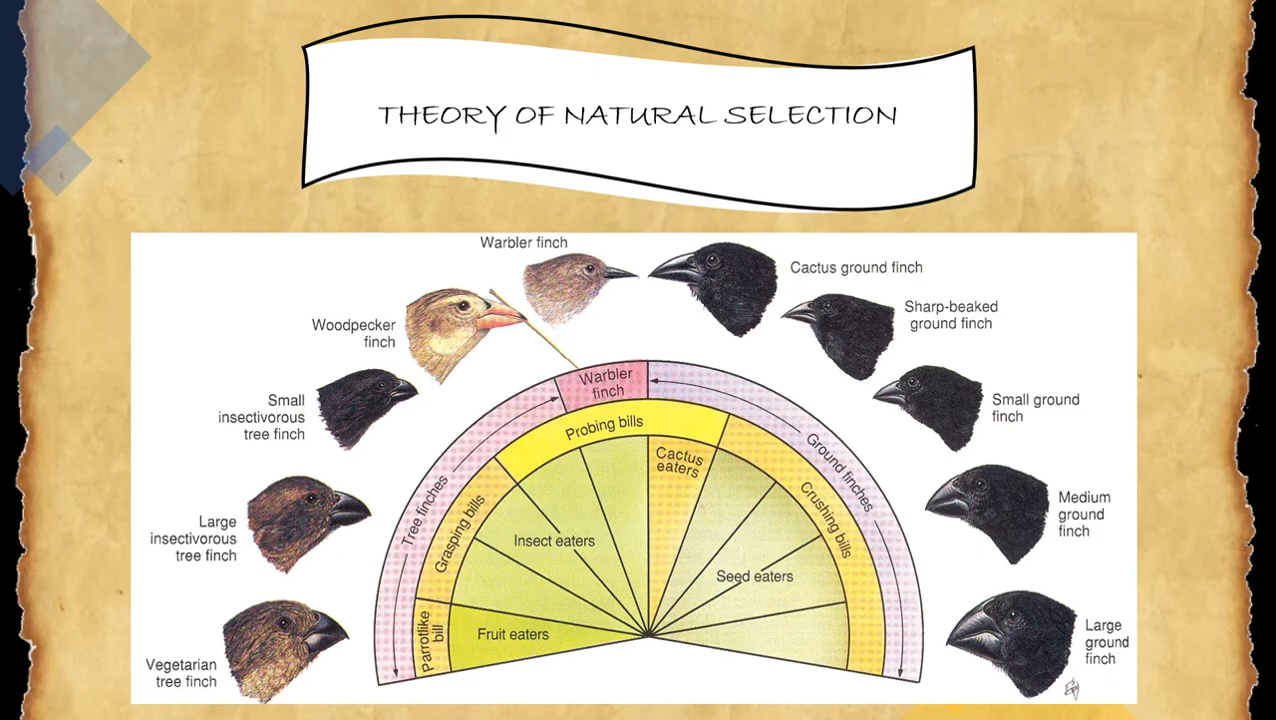 THEORY OF NATURAL SELECTION
Warbler finch
Cactus ground finch
Sharp-beaked
ground finch
Woodpecker
finch
Small
insectivorous
tree finch
Small ground
finch
Large
insectivorous
tree finch
Medium
ground
finch
Vegetarian
tree finch
Large
ground
finch
Warbler
finch
Tree finches
Ground finches
Probing bills
Grasping bills
Crushing bills
Parrotlike
bill
Cactus
eaters
Insect eaters
Seed eaters
Fruit eaters